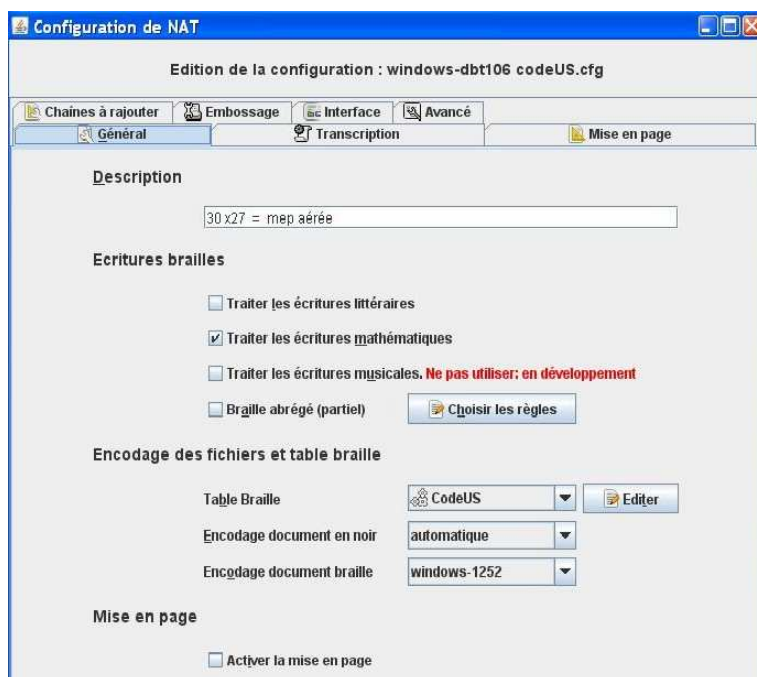 Configuration de NAT
Edition de la configuration : windows-dbt106 codeUS.cfg
Chaînes à rajouter Embossage Interface Avancé
Général Transcription Mise en page
Description
30 x27 = mep aérée
Ecritures brailles
Traiter les écritures littéraires
Traiter les écritures mathématiques
Traiter les écritures musicales. Ne pas utiliser: en développement
Braille abrégé (partiel) Choisir les règles
Encodage des fichiers et table braille
Table Braille CodeUS Editer
Encodage document en noir automatique
Encodage document braille windows-1252
Mise en page
Activer la mise en page